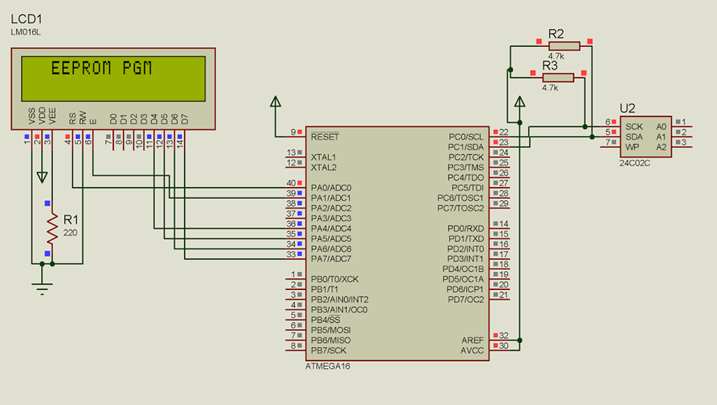 LCD1
LM016L
EEPROM PGM
VSS VDD VEE RS RW E D0 D1 D2 D3 D4 D5 D6 D7
1 2 3 4 5 6 7 8 9 10 11 12 13 14
R1
220
R2
4.7k
R3
4.7k
U2
6 SCK A0 1
5 SDA A1 2
7 WP A2 3
24C02C
9 RESET PC0/SCL 22
PC1/SDA 23
13 XTAL1 PC2/TCK 24
12 XTAL2 PC3/TMS 25
PC4/TDO 26
40 PA0/ADC0 PC5/TDI 27
39 PA1/ADC1 PC6/TOSC1 28
38 PA2/ADC2 PC7/TOSC2 29
37 PA3/ADC3
36 PA4/ADC4 PD0/RXD 14
35 PA5/ADC5 PD1/TXD 15
34 PA6/ADC6 PD2/INT0 16
33 PA7/ADC7 PD3/INT1 17
PD4/OC1B 18
1 PB0/T0/XCK PD5/OC1A 19
2 PB1/T1 PD6/ICP1 20
3 PB2/AIN0/INT2 PD7/OC2 21
4 PB3/AIN1/OC0
5 PB4/SS
6 PB5/MOSI
7 PB6/MISO AREF 32
8 PB7/SCK AVCC 30
ATMEGA16